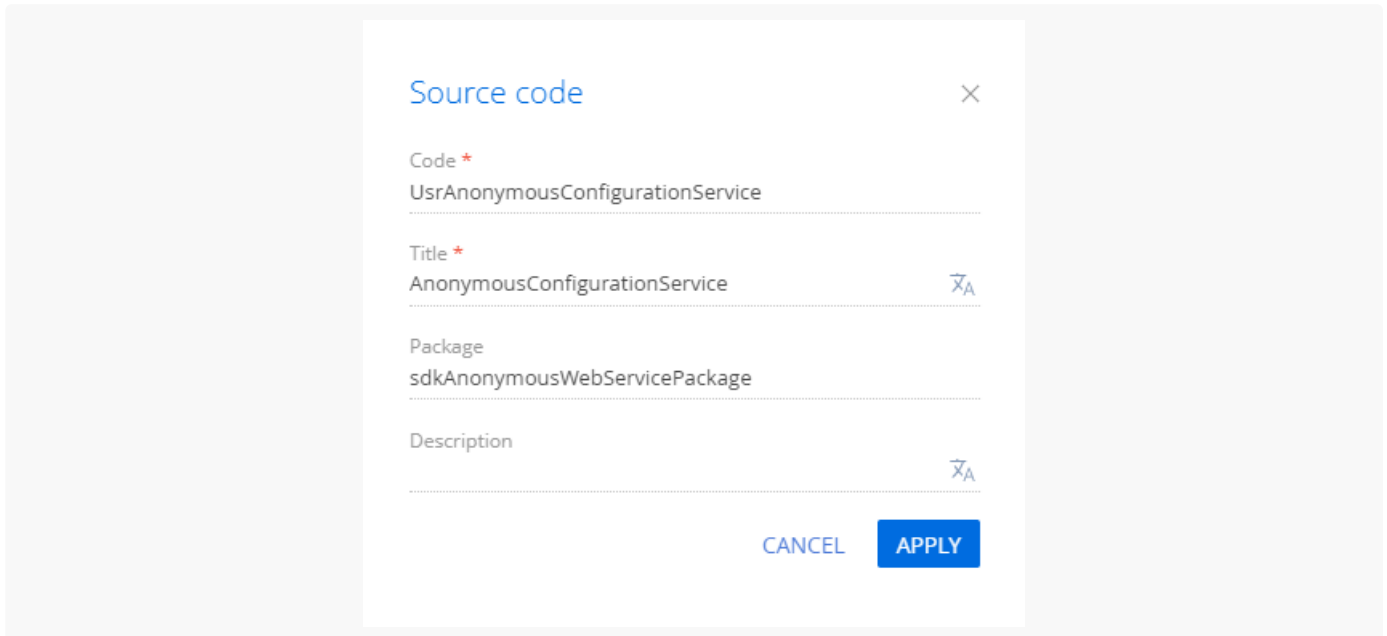 Source code
Code *
UsrAnonymousConfigurationService
Title *
AnonymousConfigurationService
Package
sdkAnonymousWebServicePackage
Description
CANCEL APPLY